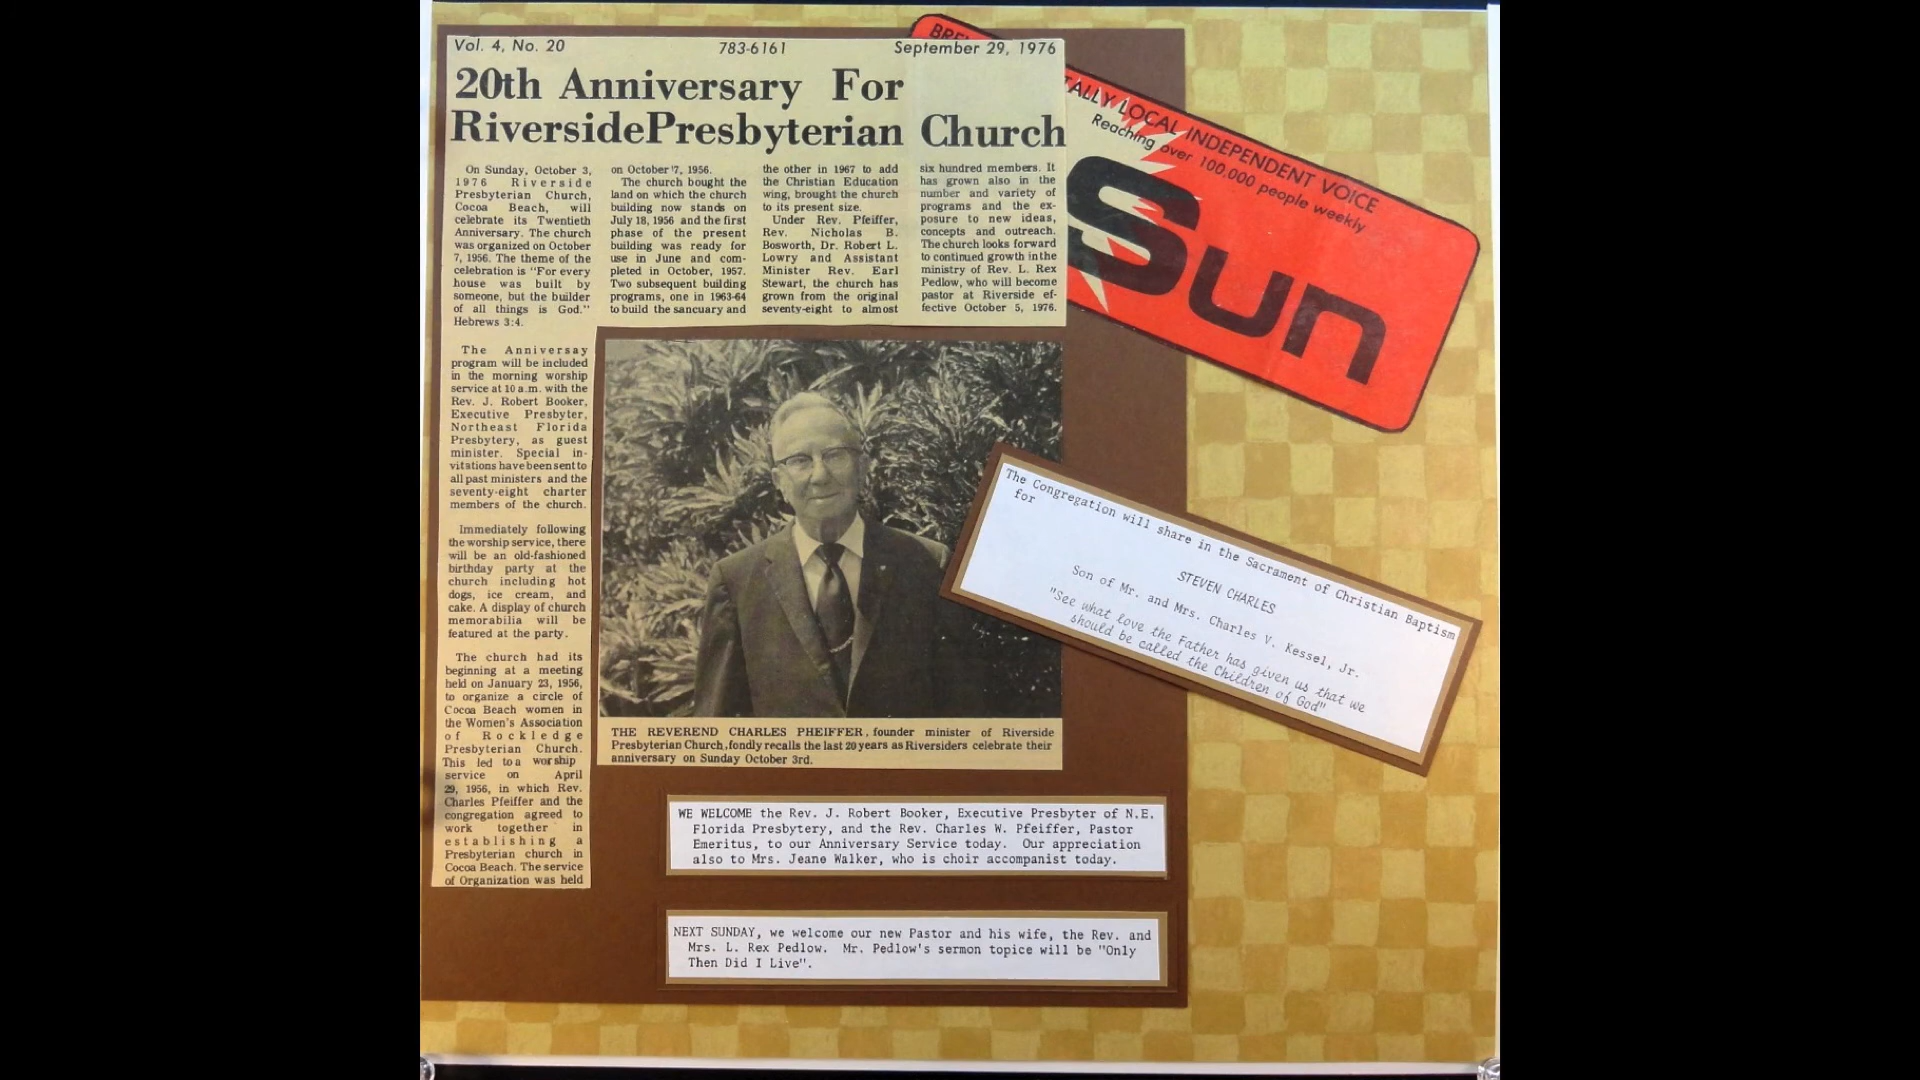 Vol. 4, No. 20 783-6161 September 29, 1976
20th Anniversary For
RiversidePresbyterian Church
On Sunday, October 3,
1976 Riverside
Presbyterian Church,
Cocoa Beach, will
celebrate its Twentieth
Anniversary. The church
was organized on October
7, 1956. The theme of the
celebration is "For every
house was built by
someone, but the builder
of all things is God."
Hebrews 3:4.
The Anniversay
program will be included
in the morning worship
service at 10 a.m. with the
Rev. J. Robert Booker,
Executive Presbyter,
Northeast Florida
Presbytery, as guest
minister. Special in-
vitations have been sent to
all past ministers and the
seventy-eight charter
members of the church.
Immediately following
the worship service, there
will be an old-fashioned
birthday party at the
church including hot
dogs, ice cream, and
cake. A display of church
memorabilia will be
featured at the party.
The church had its
beginning at a meeting
held on January 23, 1956,
to organize a circle of
Cocoa Beach women in
the Women's Association
of Rockledge
Presbyterian Church.
This led to a worship
service on April
29, 1956, in which Rev.
Charles Pfeiffer and the
congregation agreed to
work together in
establishing a
Presbyterian church in
Cocoa Beach. The service
of Organization was held
on October 7, 1956.
The church bought the
land on which the church
building now stands on
July 18, 1956 and the first
phase of the present
building was ready for
use in June and com-
pleted in October, 1957.
Two subsequent building
programs, one in 1963-64
to build the sancuary and
the other in 1967 to add
the Christian Education
wing, brought the church
to its present size.
Under Rev. Pfeiffer,
Rev. Nicholas B.
Bosworth, Dr. Robert L.
Lowry and Assistant
Minister Rev. Earl
Stewart, the church has
grown from the original
seventy-eight to almost
six hundred members. It
has grown also in the
number and variety of
programs and the ex-
posure to new ideas,
concepts and outreach.
The church looks forward
to continued growth in the
ministry of Rev. L. Rex
Pedlow, who will become
pastor at Riverside ef-
fective October 5, 1976.
LOCAL INDEPENDENT VOICE
Reaching over 100,000 people weekly
Sun
THE REVEREND CHARLES PHEIFFER, founder minister of Riverside
Presbyterian Church, fondly recalls the last 20 years as Riversiders celebrate their
anniversary on Sunday October 3rd.
The Congregation will share in the Sacrament of Christian Baptism
for
STEVEN CHARLES
Son of Mr. and Mrs. Charles V. Kessel, Jr.
"See what love the Father has given us that we
should be called the Children of God"
WE WELCOME the Rev. J. Robert Booker, Executive Presbyter of N.E.
Florida Presbytery, and the Rev. Charles W. Pfeiffer, Pastor
Emeritus, to our Anniversary Service today. Our appreciation
also to Mrs. Jeane Walker, who is choir accompanist today.
NEXT SUNDAY, we welcome our new Pastor and his wife, the Rev. and
Mrs. L. Rex Pedlow. Mr. Pedlow's sermon topice will be "Only
Then Did I Live".